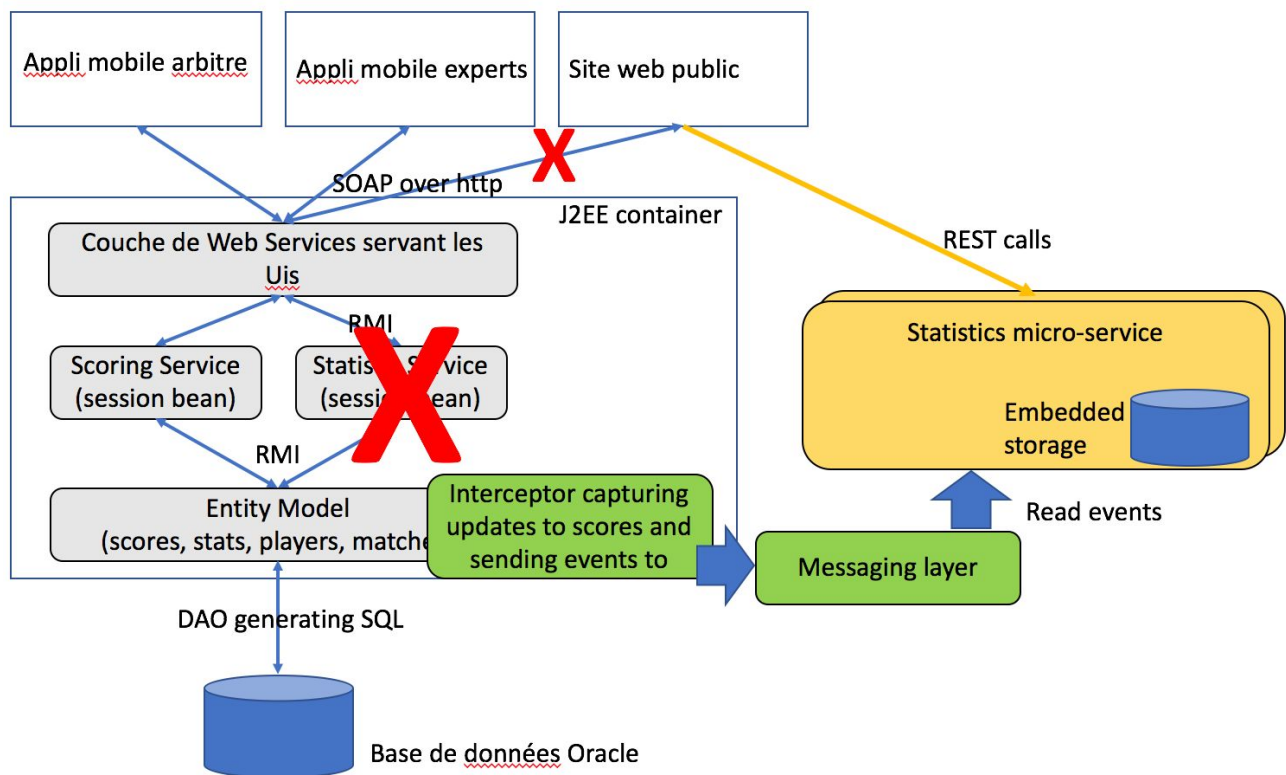 Appli mobile arbitre
Appli mobile experts
Site web public
SOAP over http
J2EE container
Couche de Web Services servant les
Uis
REST calls
RMI
Scoring Service
(session bean)
Service
(session bean)
Statistics micro-service
Embedded
storage
RMI
Entity Model
(scores, stats, players,
Interceptor capturing
updates to scores and
sending events to
Read events
Messaging layer
DAO generating SQL
Base de données Oracle